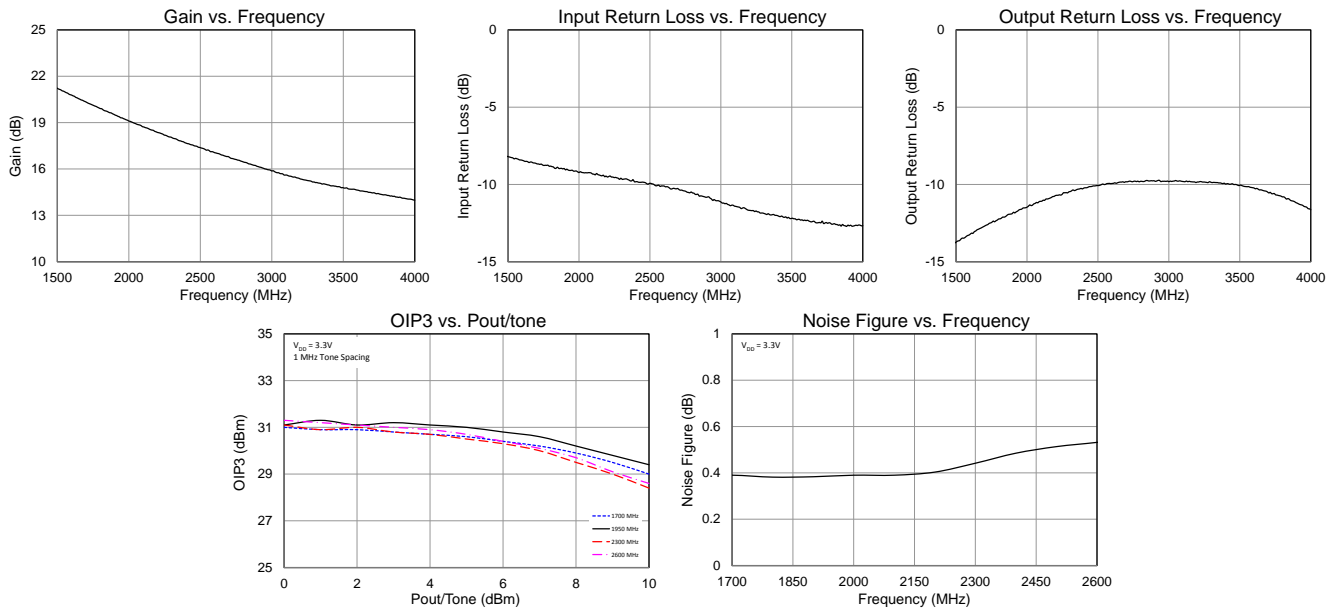 Gain vs. Frequency
Gain (dB)
25
22
19
16
13
10
1500 2000 2500 3000 3500 4000
Frequency (MHz)
Input Return Loss vs. Frequency
Input Return Loss (dB)
0
-5
-10
-15
1500 2000 2500 3000 3500 4000
Frequency (MHz)
Output Return Loss vs. Frequency
Output Return Loss (dB)
0
-5
-10
-15
1500 2000 2500 3000 3500 4000
Frequency (MHz)
OIP3 vs. Pout/tone
OIP3 (dBm)
35
33
31
29
27
25
VDD = 3.3V
1 MHz Tone Spacing
1700 MHz
1950 MHz
2300 MHz
2600 MHz
0 2 4 6 8 10
Pout/Tone (dBm)
Noise Figure vs. Frequency
Noise Figure (dB)
1
0.8
0.6
0.4
0.2
0
VDD = 3.3V
1700 1850 2000 2150 2300 2450 2600
Frequency (MHz)